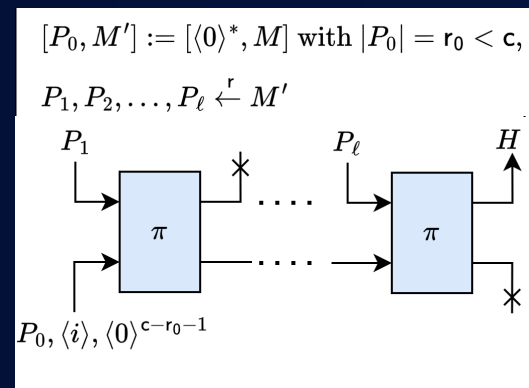 [P₀, M′] := [⟨0⟩*, M] with |P₀| = r₀ < c,
P₁, P₂, …, P_ℓ ←ʳ M′
P₁ P_ℓ H
π π
P₀, ⟨i⟩, ⟨0⟩^{c−r₀−1}